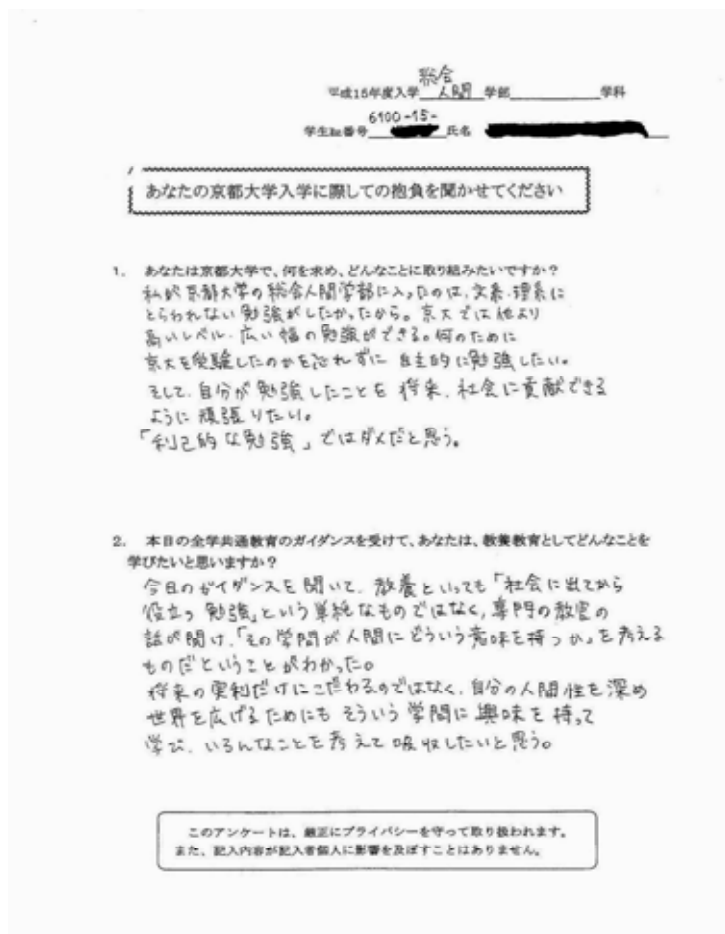 総合
平成15年度入学 人間 学部 学科
6100-15-
学生証番号 氏名
あなたの京都大学入学に際しての抱負を聞かせてください
1. あなたは京都大学で、何を求め、どんなことに取り組みたいですか?
私が京都大学の総合人間学部に入ったのは、文系・理系に
とらわれない勉強がしたかったから。京大では他より
高いレベル、広い幅の勉強ができる。何のために
京大を受験したのかを忘れずに自主的に勉強したい。
そして、自分が勉強したことを将来、社会に貢献できる
ように頑張りたい。
「利己的な勉強」ではダメだと思う。
2. 本日の全学共通教育のガイダンスを受けて、あなたは、教養教育としてどんなことを
学びたいと思いますか?
今日のガイダンスを聞いて、教養といっても「社会に出てから
役立つ勉強」という単純なものではなく、専門の教官の
話が聞け、「その学問が人間にどういう意味を持つか」を考える
ものだということがわかった。
将来の実利だけにこだわるのではなく、自分の人間性を深め
世界を広げるためにもそういう学問に興味を持って
学び、いろんなことを考えて吸収したいと思う。
このアンケートは、厳正にプライバシーを守って取り扱われます。
また、記入内容が記入者個人に影響を及ぼすことはありません。